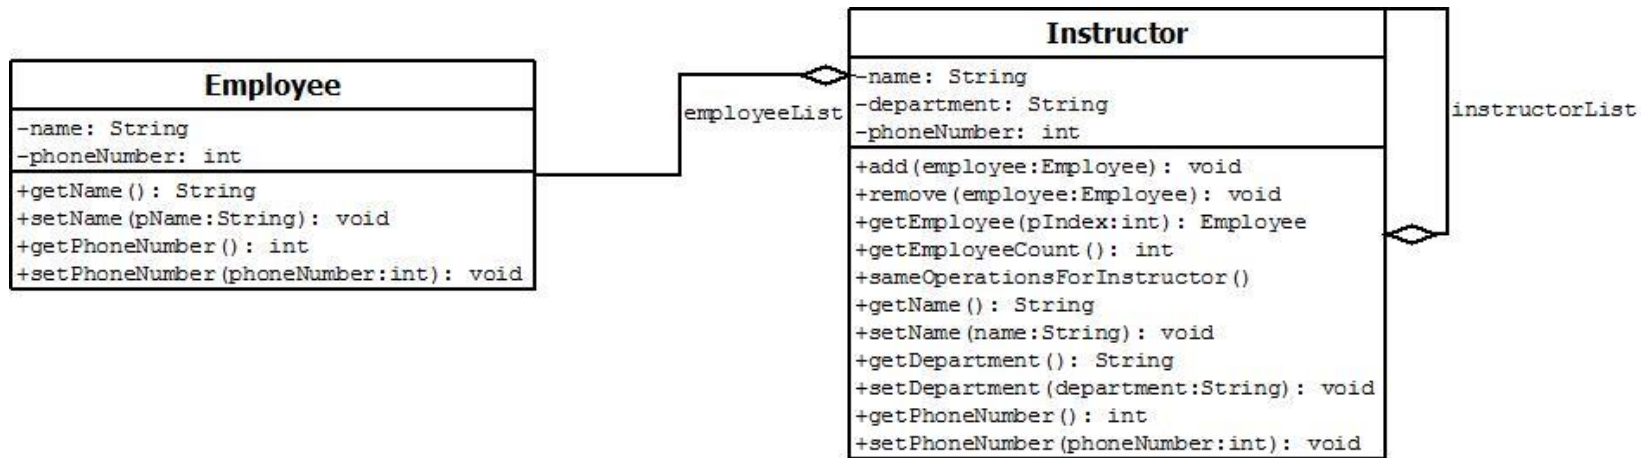 Employee
-name: String
-phoneNumber: int
+getName(): String
+setName(pName:String): void
+getPhoneNumber(): int
+setPhoneNumber(phoneNumber:int): void
employeeList
Instructor
-name: String
-department: String
-phoneNumber: int
+add(employee:Employee): void
+remove(employee:Employee): void
+getEmployee(pIndex:int): Employee
+getEmployeeCount(): int
+sameOperationsForInstructor()
+getName(): String
+setName(name:String): void
+getDepartment(): String
+setDepartment(department:String): void
+getPhoneNumber(): int
+setPhoneNumber(phoneNumber:int): void
instructorList